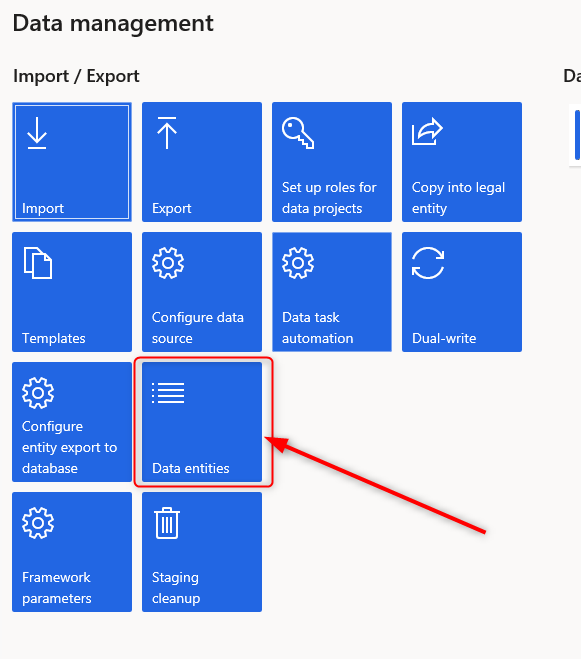 Data management
Import / Export
Da
Import
Export
Set up roles for
data projects
Copy into legal
entity
Templates
Configure data
source
Data task
automation
Dual-write
Configure
entity export to
database
Data entities
Framework
parameters
Staging
cleanup